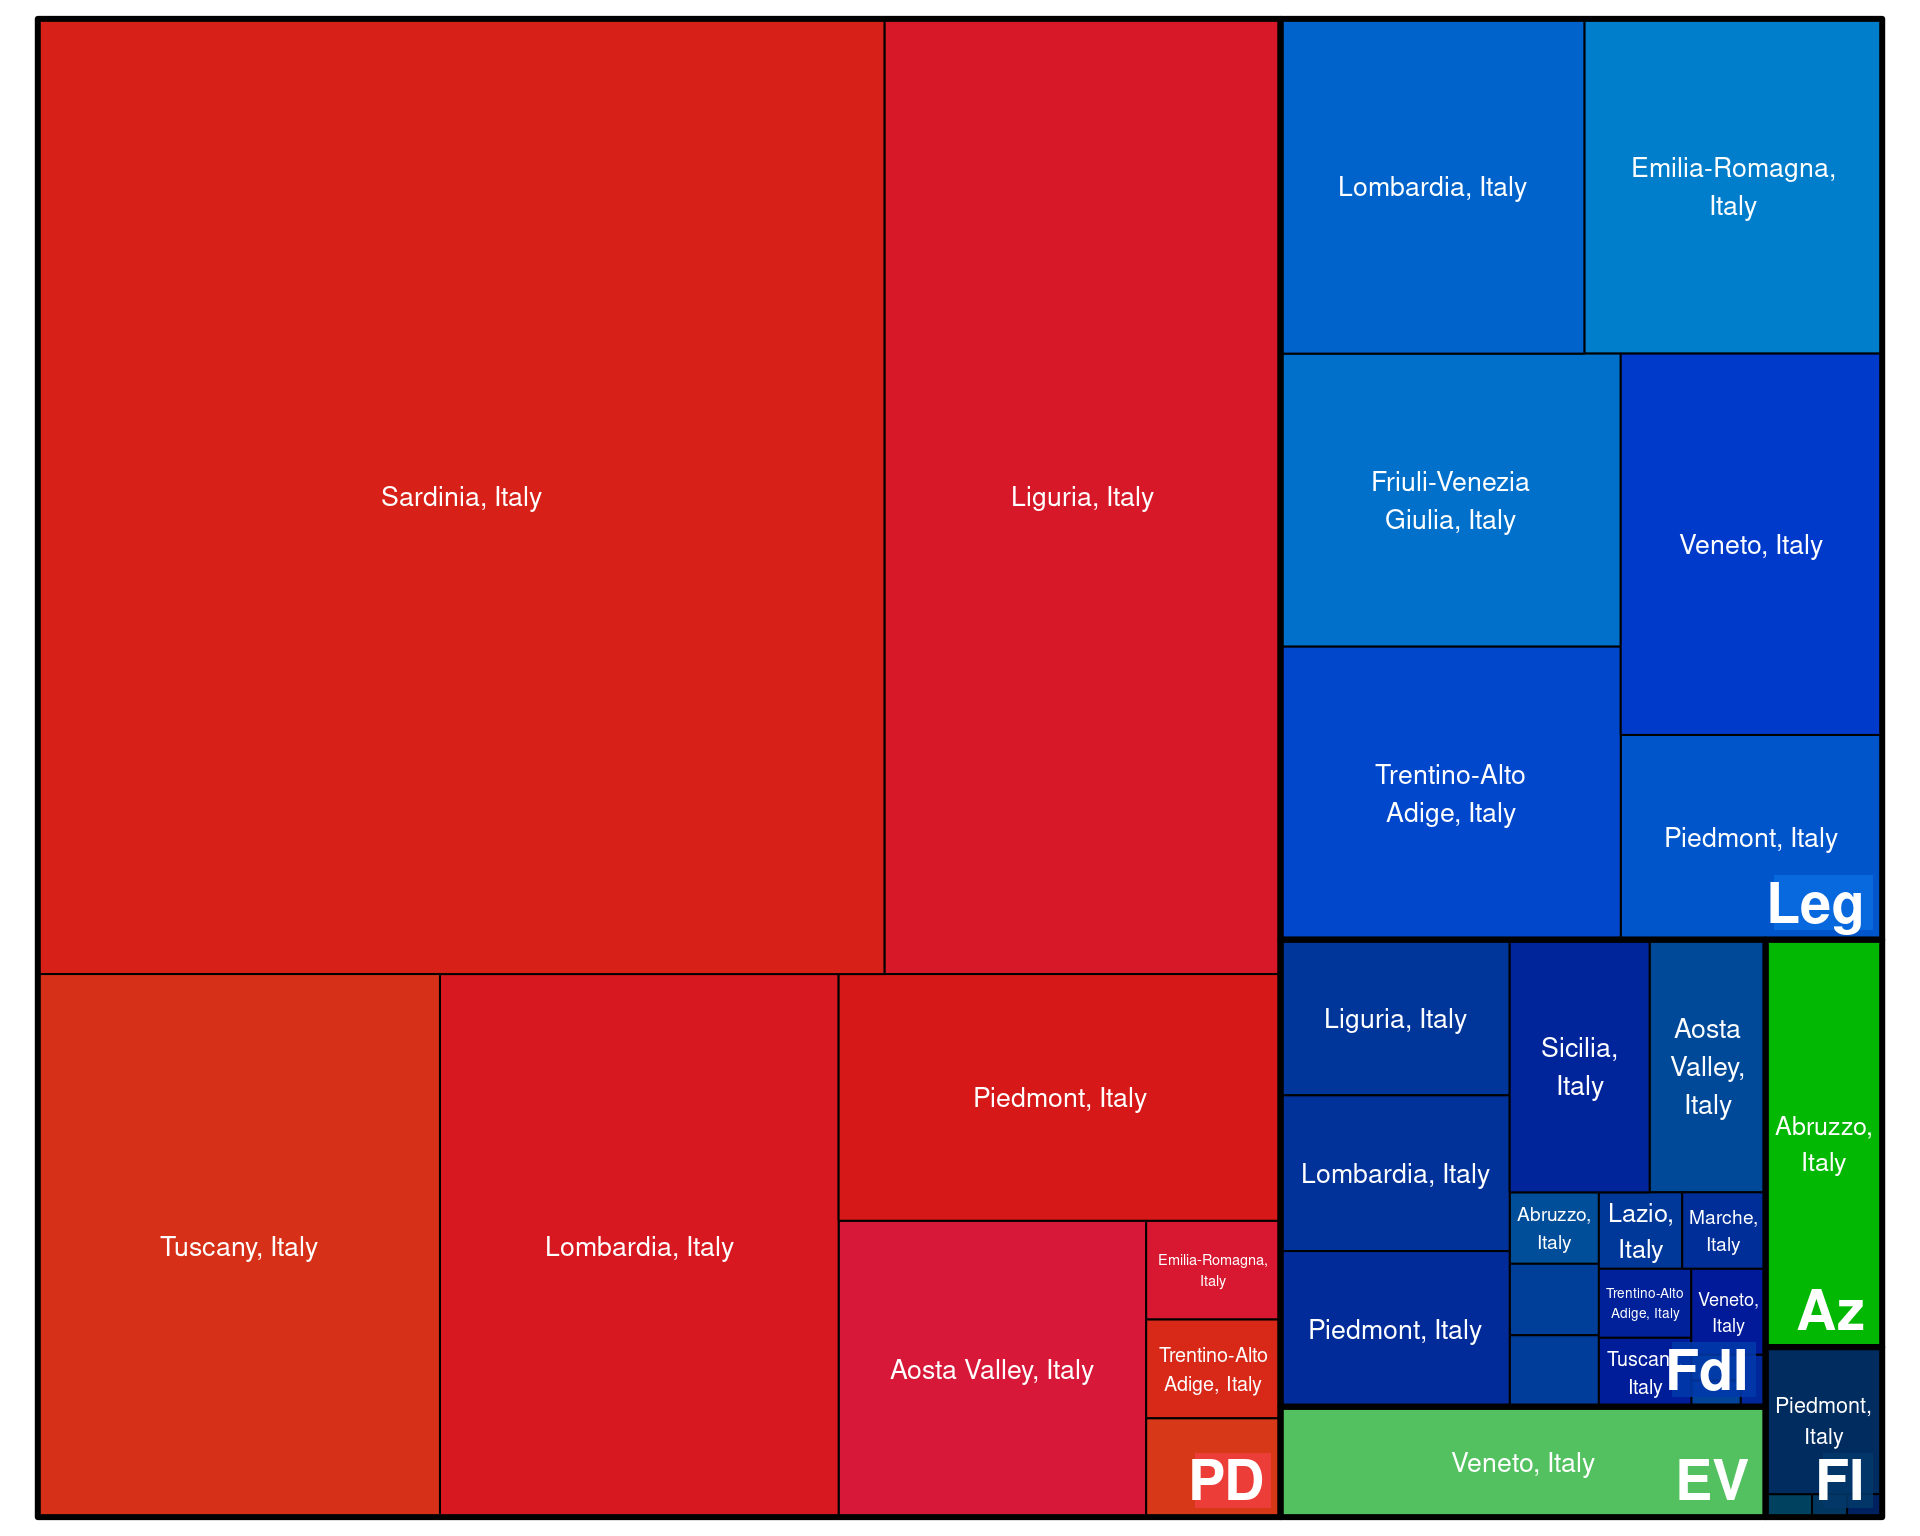 Sardinia, Italy
Liguria, Italy
Tuscany, Italy
Lombardia, Italy
Piedmont, Italy
Aosta Valley, Italy
Emilia-Romagna,
Italy
Trentino-Alto
Adige, Italy
PD
Lombardia, Italy
Emilia-Romagna,
Italy
Friuli-Venezia
Giulia, Italy
Veneto, Italy
Trentino-Alto
Adige, Italy
Piedmont, Italy
Leg
Liguria, Italy
Lombardia, Italy
Piedmont, Italy
Sicilia,
Italy
Aosta
Valley,
Italy
Abruzzo,
Italy
Lazio,
Italy
Marche,
Italy
Trentino-Alto
Adige, Italy
Veneto,
Italy
Italy
FdI
Abruzzo,
Italy
Az
Veneto, Italy
EV
Piedmont,
Italy
FI